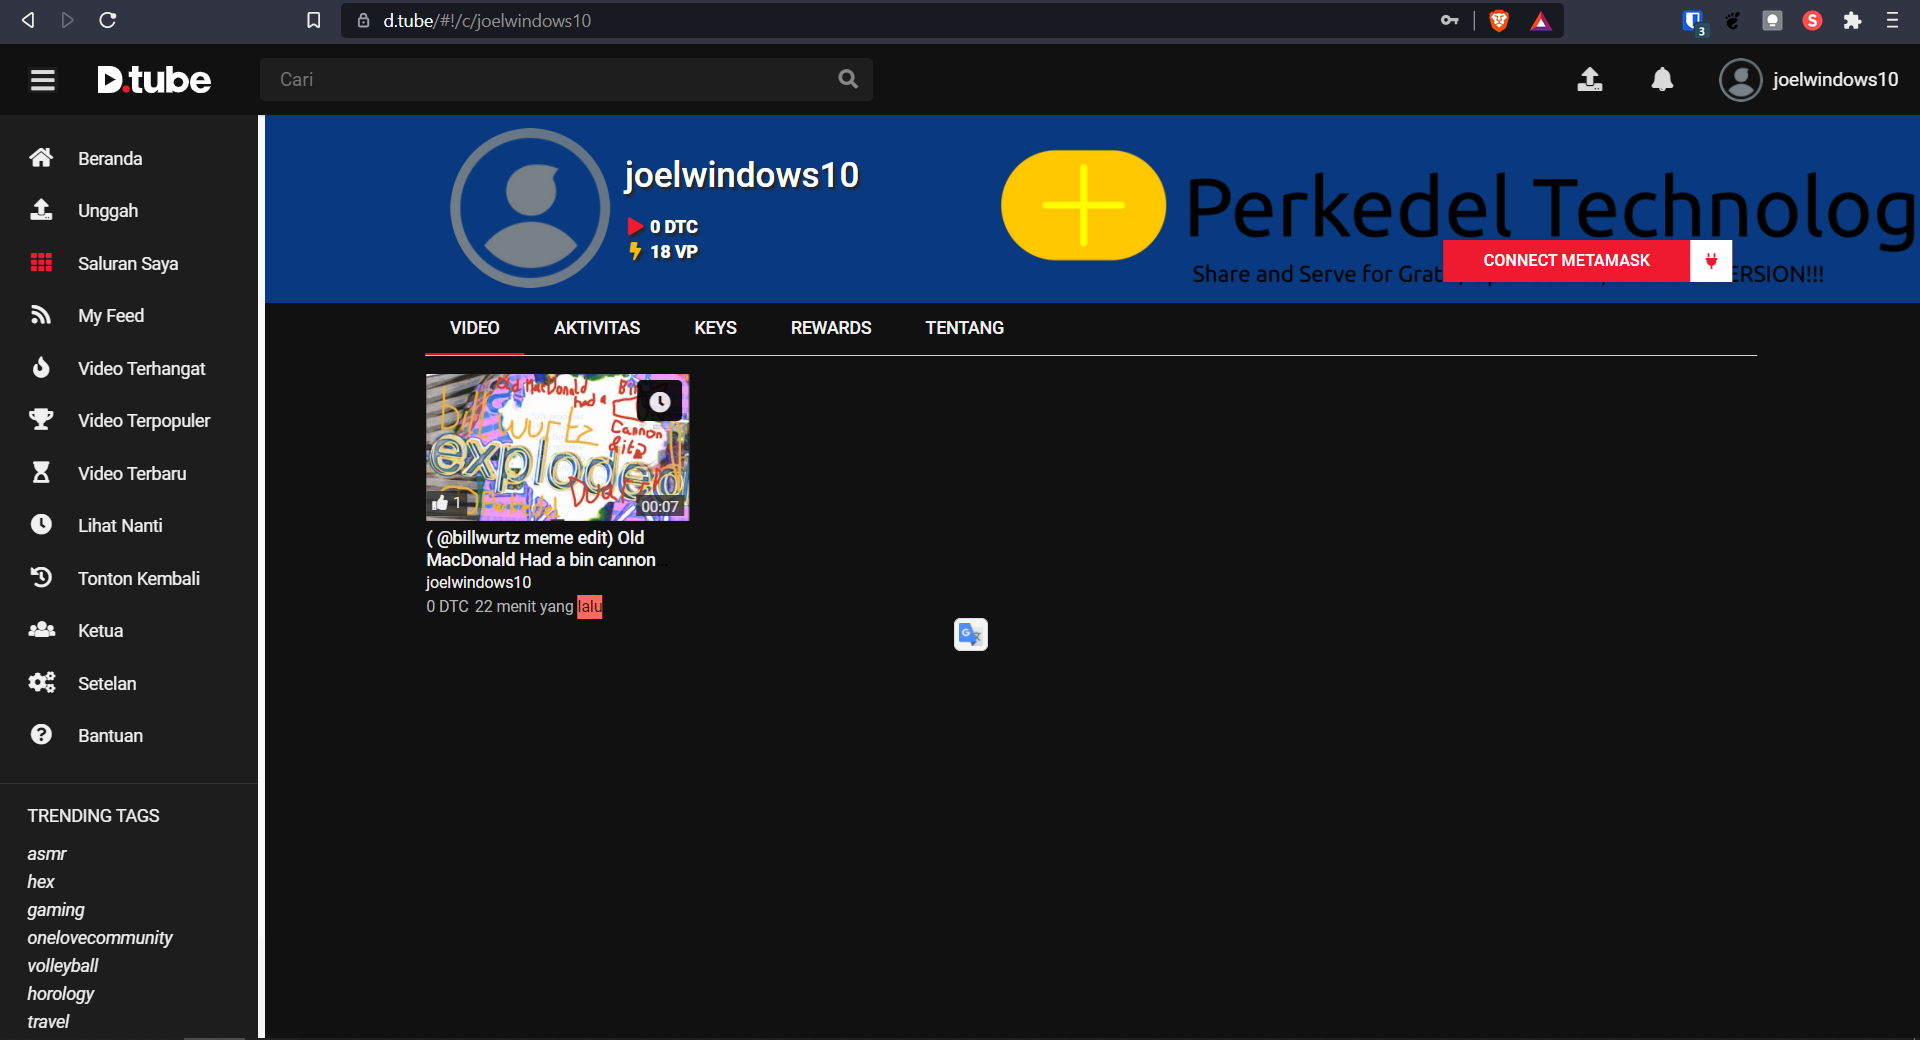 d.tube/#!/c/joelwindows10
3
S
D.tube
Cari
joelwindows10
Beranda
Unggah
Saluran Saya
My Feed
Video Terhangat
Video Terpopuler
Video Terbaru
Lihat Nanti
Tonton Kembali
Ketua
Setelan
Bantuan
TRENDING TAGS
asmr
hex
gaming
onelovecommunity
volleyball
horology
travel
joelwindows10
0 DTC
18 VP
Perkedel Technolog
Share and Serve for Grat
ERSION!!!
CONNECT METAMASK
VIDEO AKTIVITAS KEYS REWARDS TENTANG
Old MacDonald
had a
Cannon
bill wurtz
exploded
1
00:07
( @billwurtz meme edit) Old
MacDonald Had a bin cannon...
joelwindows10
0 DTC 22 menit yang lalu